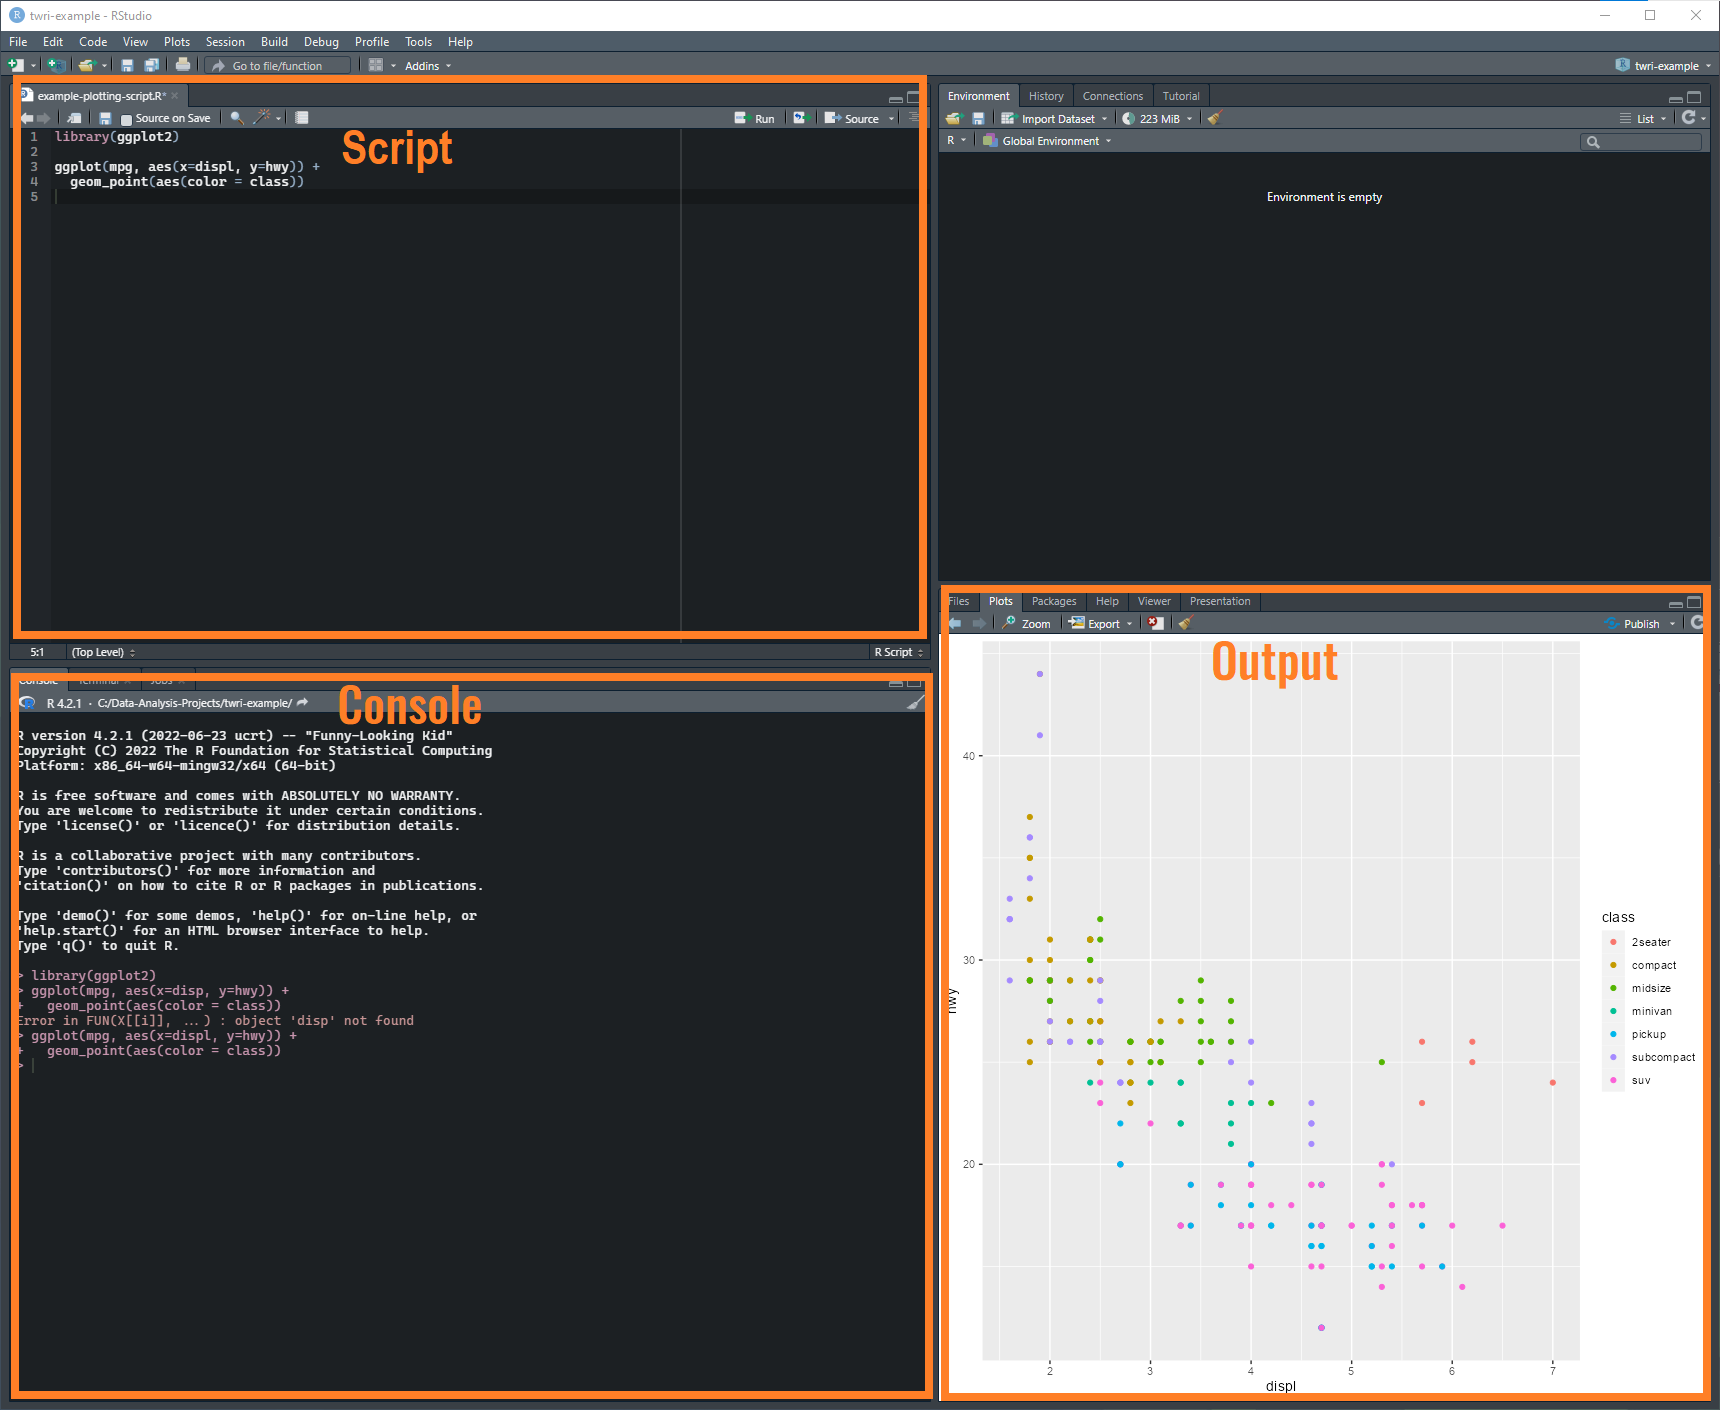 twri-example - RStudio
File Edit Code View Plots Session Build Debug Profile Tools Help
Go to file/function Addins twri-example
example-plotting-script.R*
Source on Save Run Source
Script
1 library(ggplot2)
2
3 ggplot(mpg, aes(x=displ, y=hwy)) +
4 geom_point(aes(color = class))
5
5:1 (Top Level) R Script
Console Terminal Jobs
R 4.2.1 · C:/Data-Analysis-Projects/twri-example/
Console
R version 4.2.1 (2022-06-23 ucrt) -- "Funny-Looking Kid"
Copyright (C) 2022 The R Foundation for Statistical Computing
Platform: x86_64-w64-mingw32/x64 (64-bit)
R is free software and comes with ABSOLUTELY NO WARRANTY.
You are welcome to redistribute it under certain conditions.
Type 'license()' or 'licence()' for distribution details.
R is a collaborative project with many contributors.
Type 'contributors()' for more information and
'citation()' on how to cite R or R packages in publications.
Type 'demo()' for some demos, 'help()' for on-line help, or
'help.start()' for an HTML browser interface to help.
Type 'q()' to quit R.
> library(ggplot2)
> ggplot(mpg, aes(x=disp, y=hwy)) +
+ geom_point(aes(color = class))
Error in FUN(X[[i]], ...) : object 'disp' not found
> ggplot(mpg, aes(x=displ, y=hwy)) +
+ geom_point(aes(color = class))
>
Environment History Connections Tutorial
Import Dataset 223 MiB List
R Global Environment
Environment is empty
Files Plots Packages Help Viewer Presentation
Zoom Export Publish
Output
40
30
20
hwy
2 3 4 5 6 7
displ
class
2seater
compact
midsize
minivan
pickup
subcompact
suv